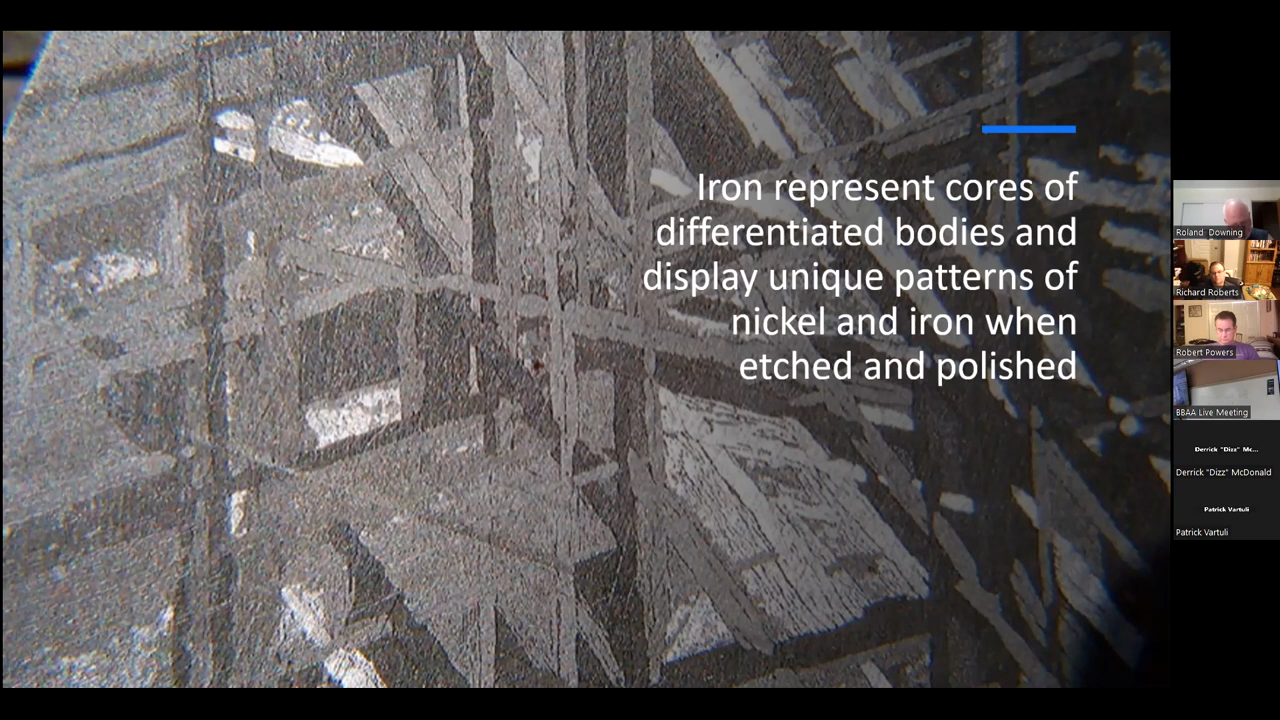 Iron represent cores of
differentiated bodies and
display unique patterns of
nickel and iron when
etched and polished
Roland Downing
Richard Roberts
Robert Powers
BBAA Live Meeting
Derrick "Dizz" Mc...
Derrick "Dizz" McDonald
Patrick Vartuli
Patrick Vartuli